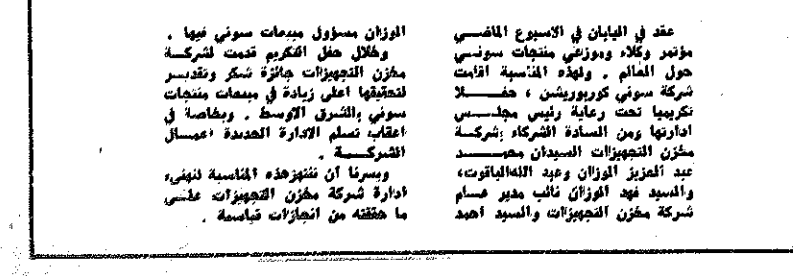 عقد في اليابان في الاسبوع الماضي
مؤتمر وكلاء وموزعي منتجات سوني
حول العالم . ولهذه المناسبة اقامت
شركة سوني كوربوريشن ، حفلا
تكريميا تحت رعاية رئيس مجلس
ادارتها ومن السادة الشركاء بشركة
مخزن التجهيزات السيدان محمد
عبد العزيز الوزان وعبد الله الياقوت،
والسيد فهد الوزان نائب مدير عام
شركة مخزن التجهيزات والسيد احمد
الوزان مسؤول مبيعات سوني فيها .
وخلال حفل التكريم قدمت لشركة
مخزن التجهيزات جائزة شكر وتقدير
لتحقيقها اعلى زيادة في مبيعات منتجات
سوني بالشرق الاوسط . وبخاصة في
اعقاب تسلم الادارة الجديدة اعمال
الشركة .
ويسرنا ان ننتهز هذه المناسبة لنهنىء
ادارة شركة مخزن التجهيزات على
ما حققته من انجازات قياسية .